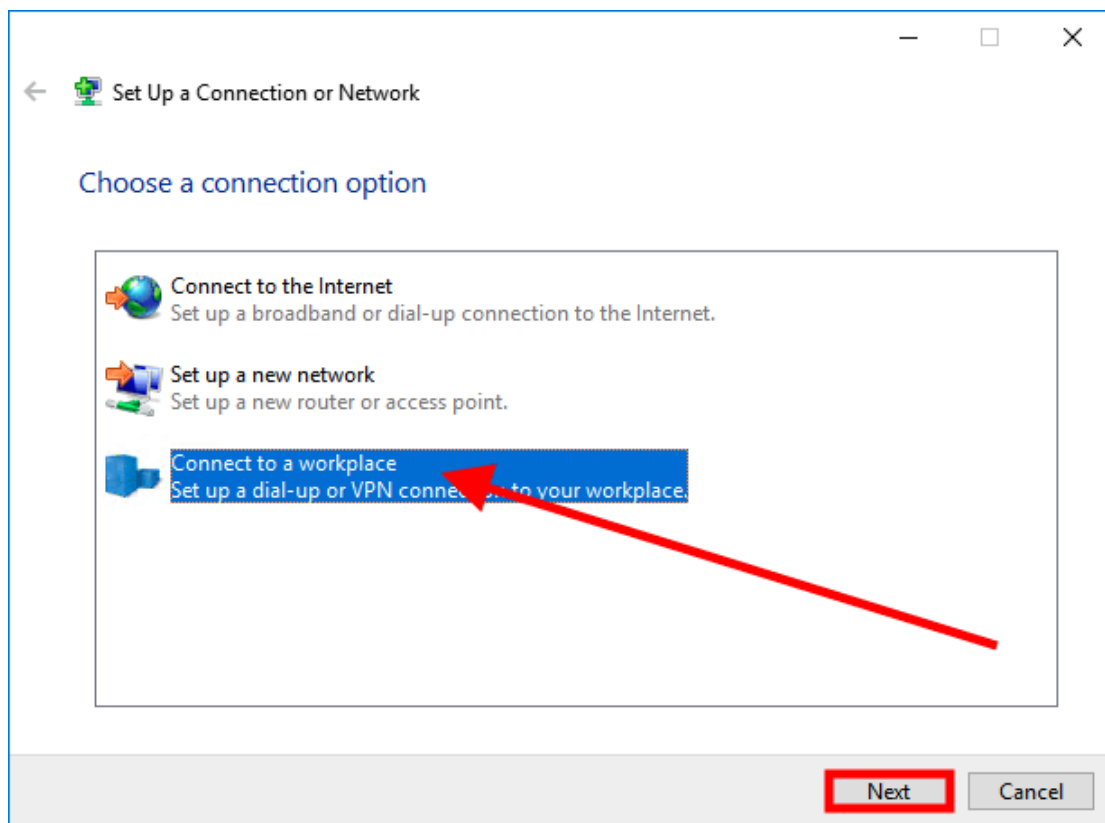 Set Up a Connection or Network
Choose a connection option
Connect to the Internet
Set up a broadband or dial-up connection to the Internet.
Set up a new network
Set up a new router or access point.
Connect to a workplace
Set up a dial-up or VPN connection to your workplace.
Next
Cancel